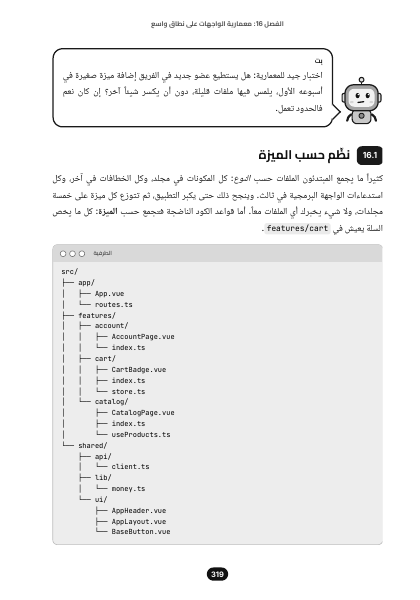 الفصل 16: معمارية الواجهات على نطاق واسع
بت
اختبار جيد للمعمارية: هل يستطيع عضو جديد في الفريق إضافة ميزة صغيرة في
أسبوعه الأول، يلمس فيها ملفات قليلة، دون أن يكسر شيئاً آخر؟ إن كان نعم
فالحدود تعمل.
16.1 نظّم حسب الميزة
كثيراً ما يجمع المبتدئون الملفات حسب النوع: كل المكونات في مجلد، وكل الخطافات في آخر، وكل
استدعاءات الواجهة البرمجية في ثالث. وينجح ذلك حتى يكبر التطبيق، ثم تتوزع كل ميزة على خمسة
مجلدات، ولا شيء يخبرك أي الملفات معاً. أما قواعد الكود الناضجة فتجمع حسب الميزة: كل ما يخص
السلة يعيش في features/cart.
الطرفية
src/
├── app/
│   ├── App.vue
│   └── routes.ts
├── features/
│   ├── account/
│   │   ├── AccountPage.vue
│   │   └── index.ts
│   ├── cart/
│   │   ├── CartBadge.vue
│   │   ├── index.ts
│   │   └── store.ts
│   └── catalog/
│       ├── CatalogPage.vue
│       ├── index.ts
│       └── useProducts.ts
└── shared/
    ├── api/
    │   └── client.ts
    ├── lib/
    │   └── money.ts
    └── ui/
        ├── AppHeader.vue
        ├── AppLayout.vue
        └── BaseButton.vue
319